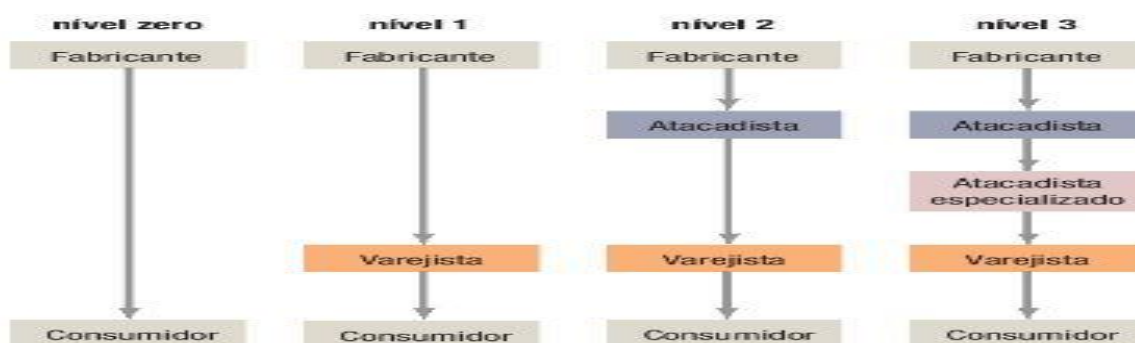 nível zero
nível 1
nível 2
nível 3
Fabricante
Fabricante
Fabricante
Fabricante
Atacadista
Atacadista
Atacadista
especializado
Varejista
Varejista
Varejista
Consumidor
Consumidor
Consumidor
Consumidor